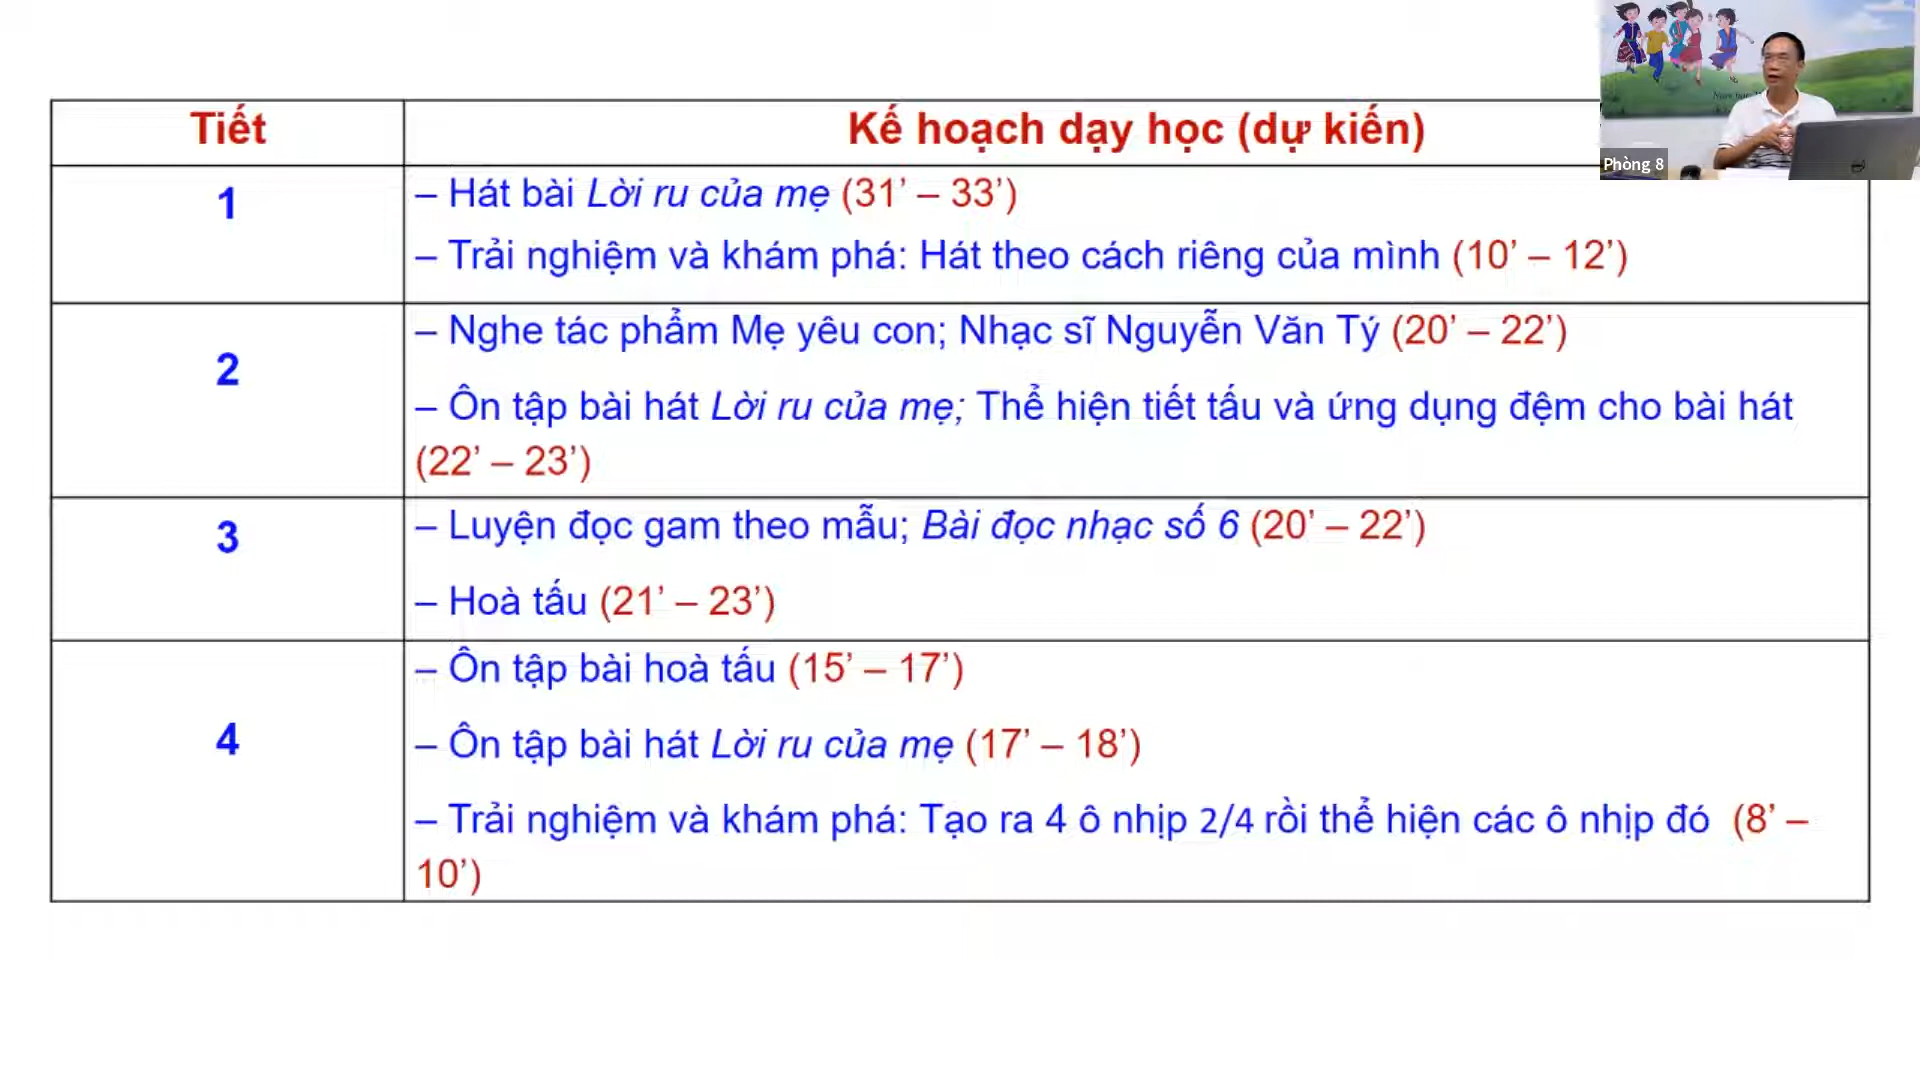 Phòng 8
Tiết
Kế hoạch dạy học (dự kiến)
1
– Hát bài Lời ru của mẹ (31’ – 33’)
– Trải nghiệm và khám phá: Hát theo cách riêng của mình (10’ – 12’)
2
– Nghe tác phẩm Mẹ yêu con; Nhạc sĩ Nguyễn Văn Tý (20’ – 22’)
– Ôn tập bài hát Lời ru của mẹ; Thể hiện tiết tấu và ứng dụng đệm cho bài hát
(22’ – 23’)
3
– Luyện đọc gam theo mẫu; Bài đọc nhạc số 6 (20’ – 22’)
– Hoà tấu (21’ – 23’)
4
– Ôn tập bài hoà tấu (15’ – 17’)
– Ôn tập bài hát Lời ru của mẹ (17’ – 18’)
– Trải nghiệm và khám phá: Tạo ra 4 ô nhịp 2/4 rồi thể hiện các ô nhịp đó (8’ –
10’)